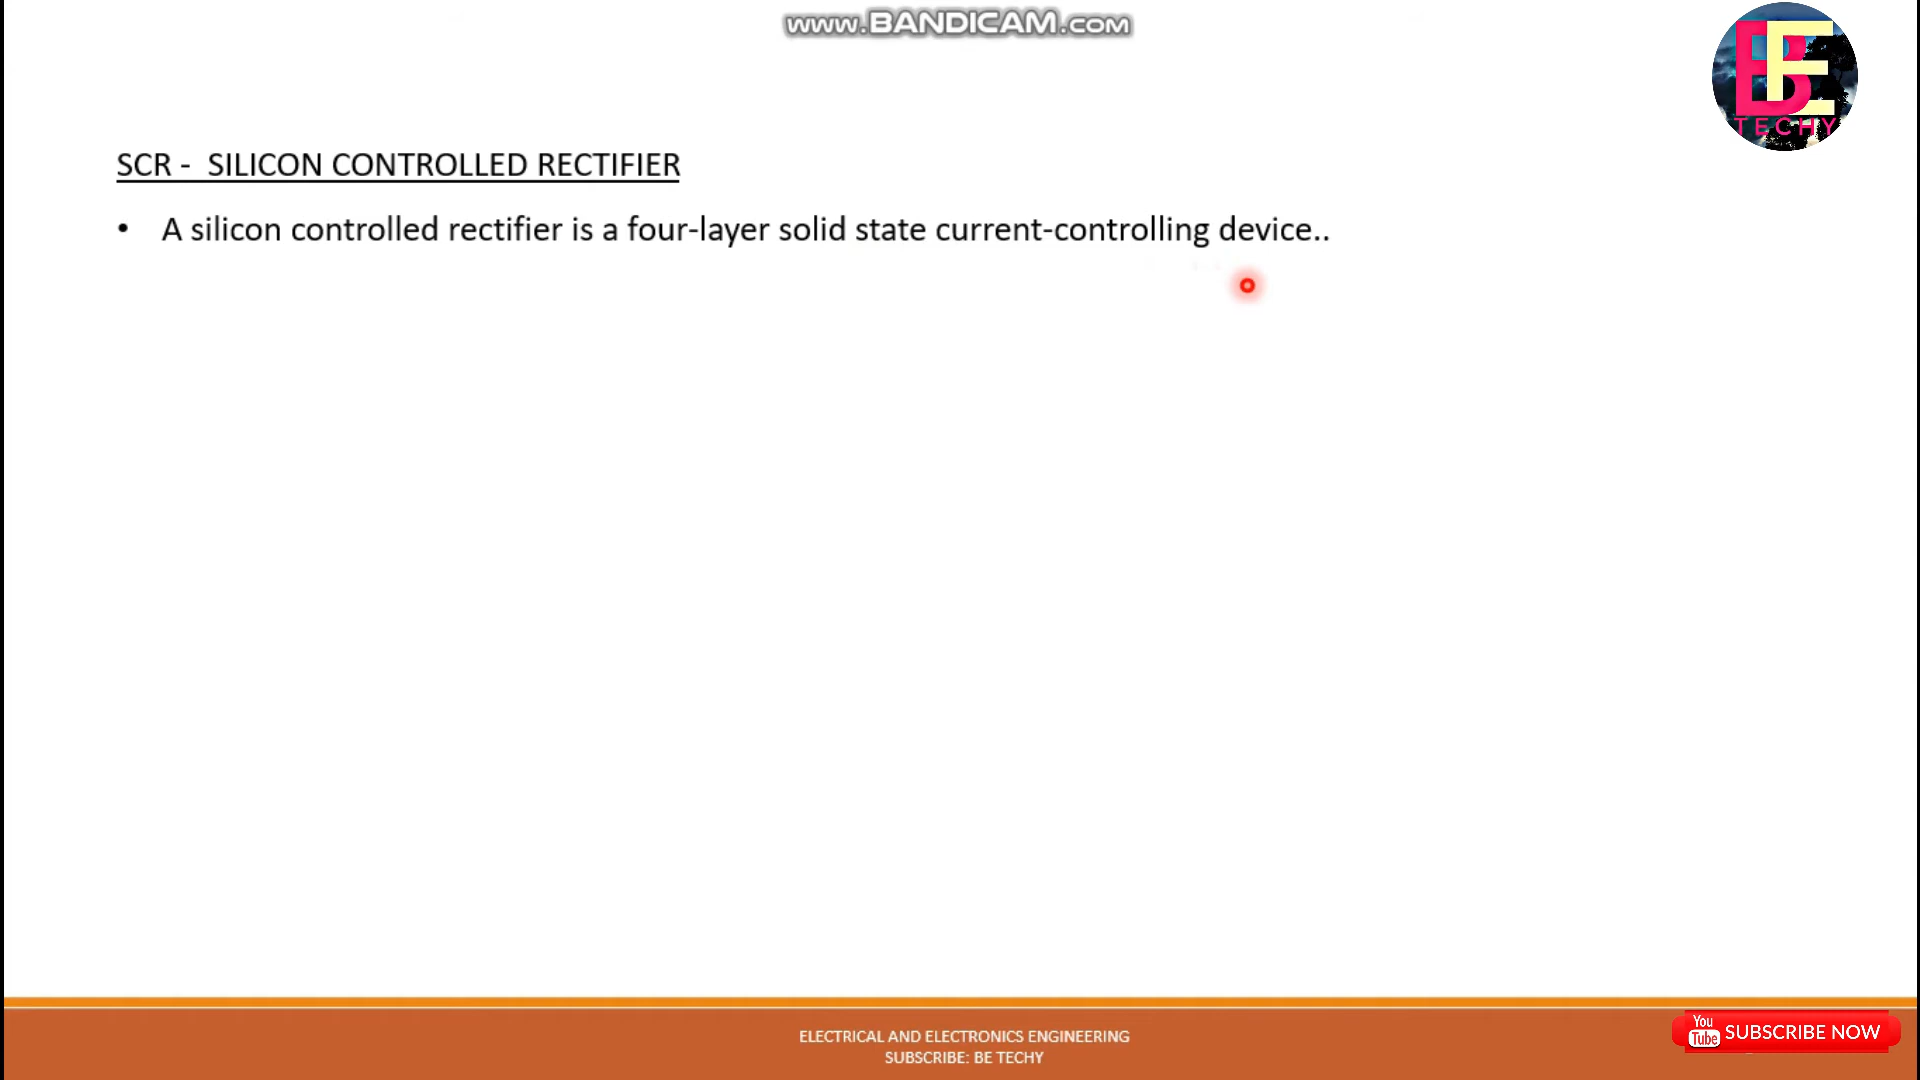 www.BANDICAM.com
BE
TECHY
SCR - SILICON CONTROLLED RECTIFIER
• A silicon controlled rectifier is a four-layer solid state current-controlling device..
ELECTRICAL AND ELECTRONICS ENGINEERING
SUBSCRIBE: BE TECHY
You
Tube SUBSCRIBE NOW